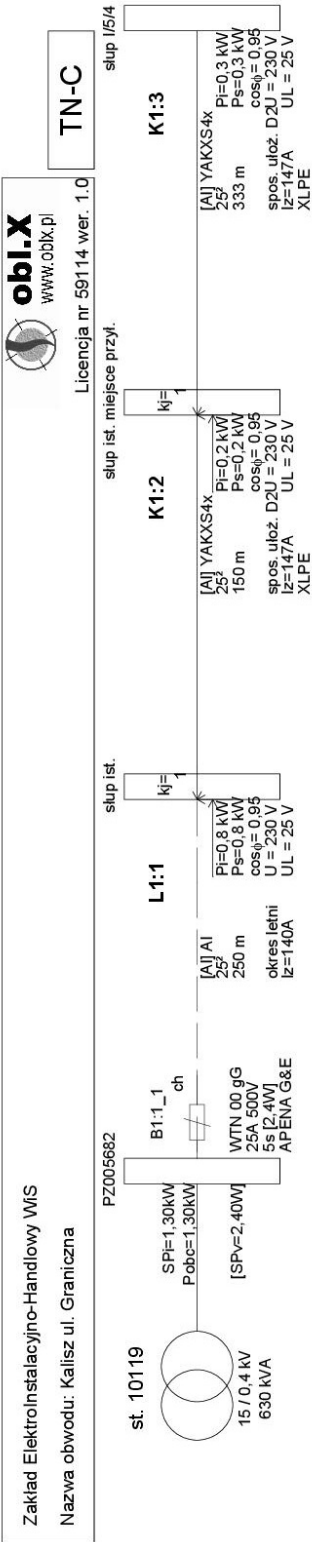 Zakład ElektroInstalacyjno-Handlowy WiS
Nazwa obwodu: Kalisz ul. Graniczna
obl.X
www.oblx.pl
Licencja nr 59114 wer. 1.0
TN-C
st. 10119
15 / 0,4 kV
630 kVA
SPi=1,30kW
Pobc=1,30kW
[SPv=2,40W]
PZ005682
B1:1_1
ch
WTN 00 gG
25A 500V
5s [2,4W]
APENA G&E
L1:1
[Al] Al
25²
250 m
okres letni
Iz=140A
słup ist.
kj=
1
Pi=0,8 kW
Ps=0,8 kW
cosϕ= 0,95
U = 230 V
UL = 25 V
K1:2
[Al] YAKXS4x
25²
150 m
spos. ułoż. D2
Iz=147A
XLPE
słup ist. miejsce przył.
kj=
1
Pi=0,2 kW
Ps=0,2 kW
cosϕ= 0,95
U = 230 V
UL = 25 V
K1:3
[Al] YAKXS4x
25²
333 m
spos. ułoż. D2
Iz=147A
XLPE
słup I/5/4
Pi=0,3 kW
Ps=0,3 kW
cosϕ= 0,95
U = 230 V
UL = 25 V